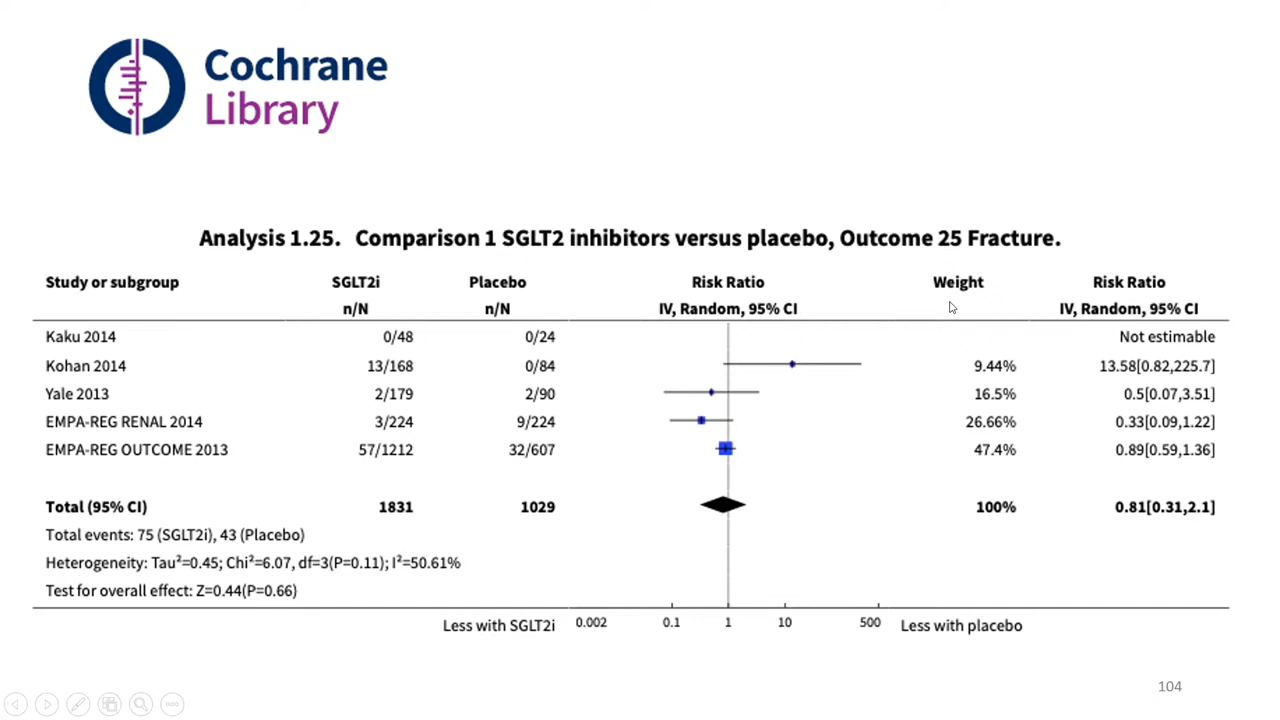 Cochrane
Library
Analysis 1.25. Comparison 1 SGLT2 inhibitors versus placebo, Outcome 25 Fracture.
Study or subgroup SGLT2i Placebo Risk Ratio Weight Risk Ratio
n/N n/N IV, Random, 95% CI IV, Random, 95% CI
Kaku 2014 0/48 0/24 Not estimable
Kohan 2014 13/168 0/84 9.44% 13.58[0.82,225.7]
Yale 2013 2/179 2/90 16.5% 0.5[0.07,3.51]
EMPA-REG RENAL 2014 3/224 9/224 26.66% 0.33[0.09,1.22]
EMPA-REG OUTCOME 2013 57/1212 32/607 47.4% 0.89[0.59,1.36]
Total (95% CI) 1831 1029 100% 0.81[0.31,2.1]
Total events: 75 (SGLT2i), 43 (Placebo)
Heterogeneity: Tau²=0.45; Chi²=6.07, df=3(P=0.11); I²=50.61%
Test for overall effect: Z=0.44(P=0.66)
Less with SGLT2i 0.002 0.1 1 10 500 Less with placebo
104